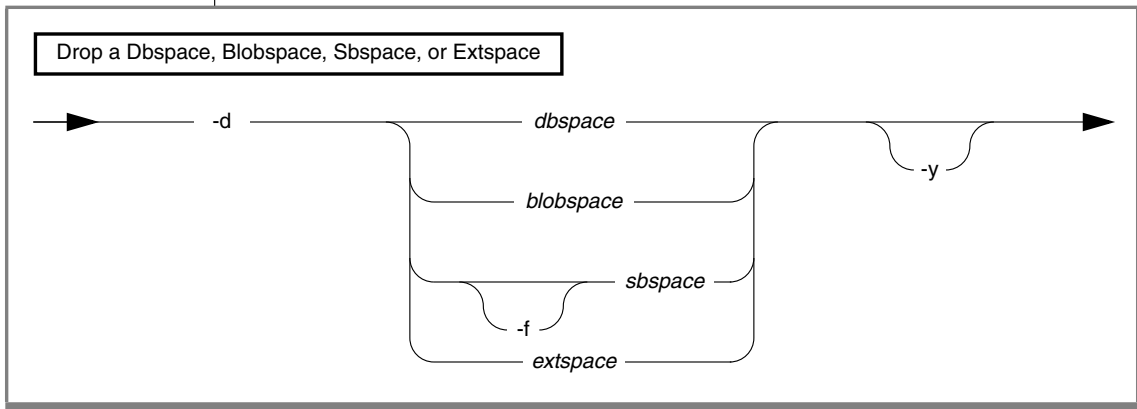 Drop a Dbspace, Blobspace, Sbspace, or Extspace
-d
dbspace
-y
blobspace
sbspace
-f
extspace